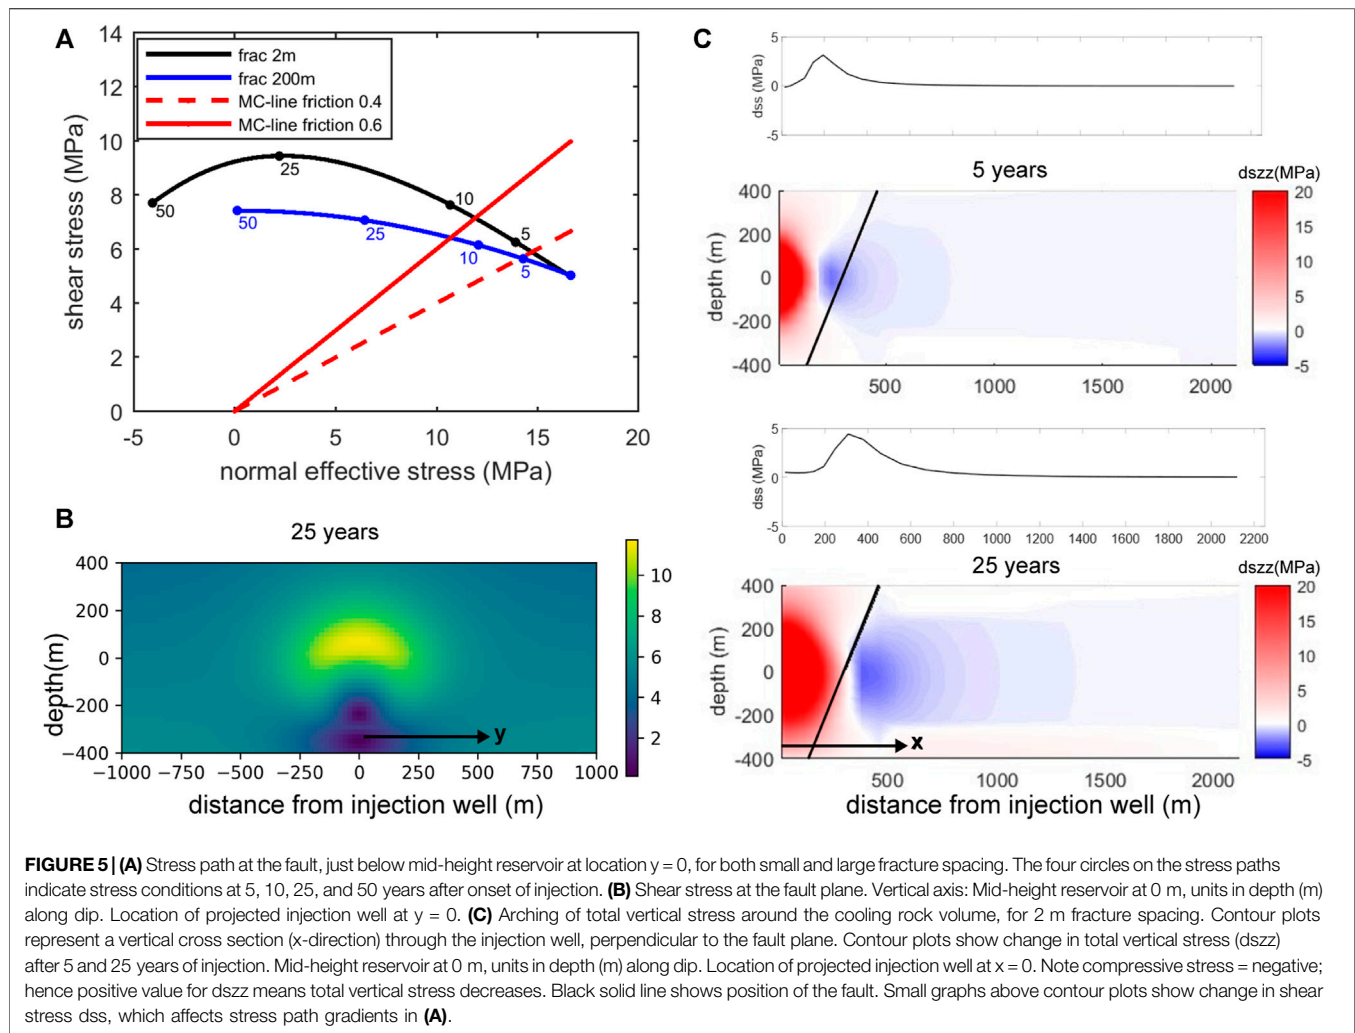 A
14
12
10
8
6
4
2
0
shear stress (MPa)
frac 2m
frac 200m
MC-line friction 0.4
MC-line friction 0.6
50
25
10
5
50
25
10
5
-5
0
5
10
15
20
normal effective stress (MPa)
B
25 years
400
200
0
−200
−400
depth(m)
y
10
8
6
4
2
−1000
−750
−500
−250
0
250
500
750
1000
distance from injection well (m)
C
5
0
-5
dss (MPa)
5 years
dszz(MPa)
400
200
0
-200
-400
depth (m)
500
1000
1500
2000
20
15
10
5
0
-5
5
0
-5
dss (MPa)
0
200
400
600
800
1000
1200
1400
1600
1800
2000
2200
25 years
dszz(MPa)
400
200
0
-200
-400
depth (m)
x
500
1000
1500
2000
20
15
10
5
0
-5
distance from injection well (m)
FIGURE 5 | (A) Stress path at the fault, just below mid-height reservoir at location y = 0, for both small and large fracture spacing. The four circles on the stress paths
indicate stress conditions at 5, 10, 25, and 50 years after onset of injection. (B) Shear stress at the fault plane. Vertical axis: Mid-height reservoir at 0 m, units in depth (m)
along dip. Location of projected injection well at y = 0. (C) Arching of total vertical stress around the cooling rock volume, for 2 m fracture spacing. Contour plots
represent a vertical cross section (x-direction) through the injection well, perpendicular to the fault plane. Contour plots show change in total vertical stress (dszz)
after 5 and 25 years of injection. Mid-height reservoir at 0 m, units in depth (m) along dip. Location of projected injection well at x = 0. Note compressive stress = negative;
hence positive value for dszz means total vertical stress decreases. Black solid line shows position of the fault. Small graphs above contour plots show change in shear
stress dss, which affects stress path gradients in (A).